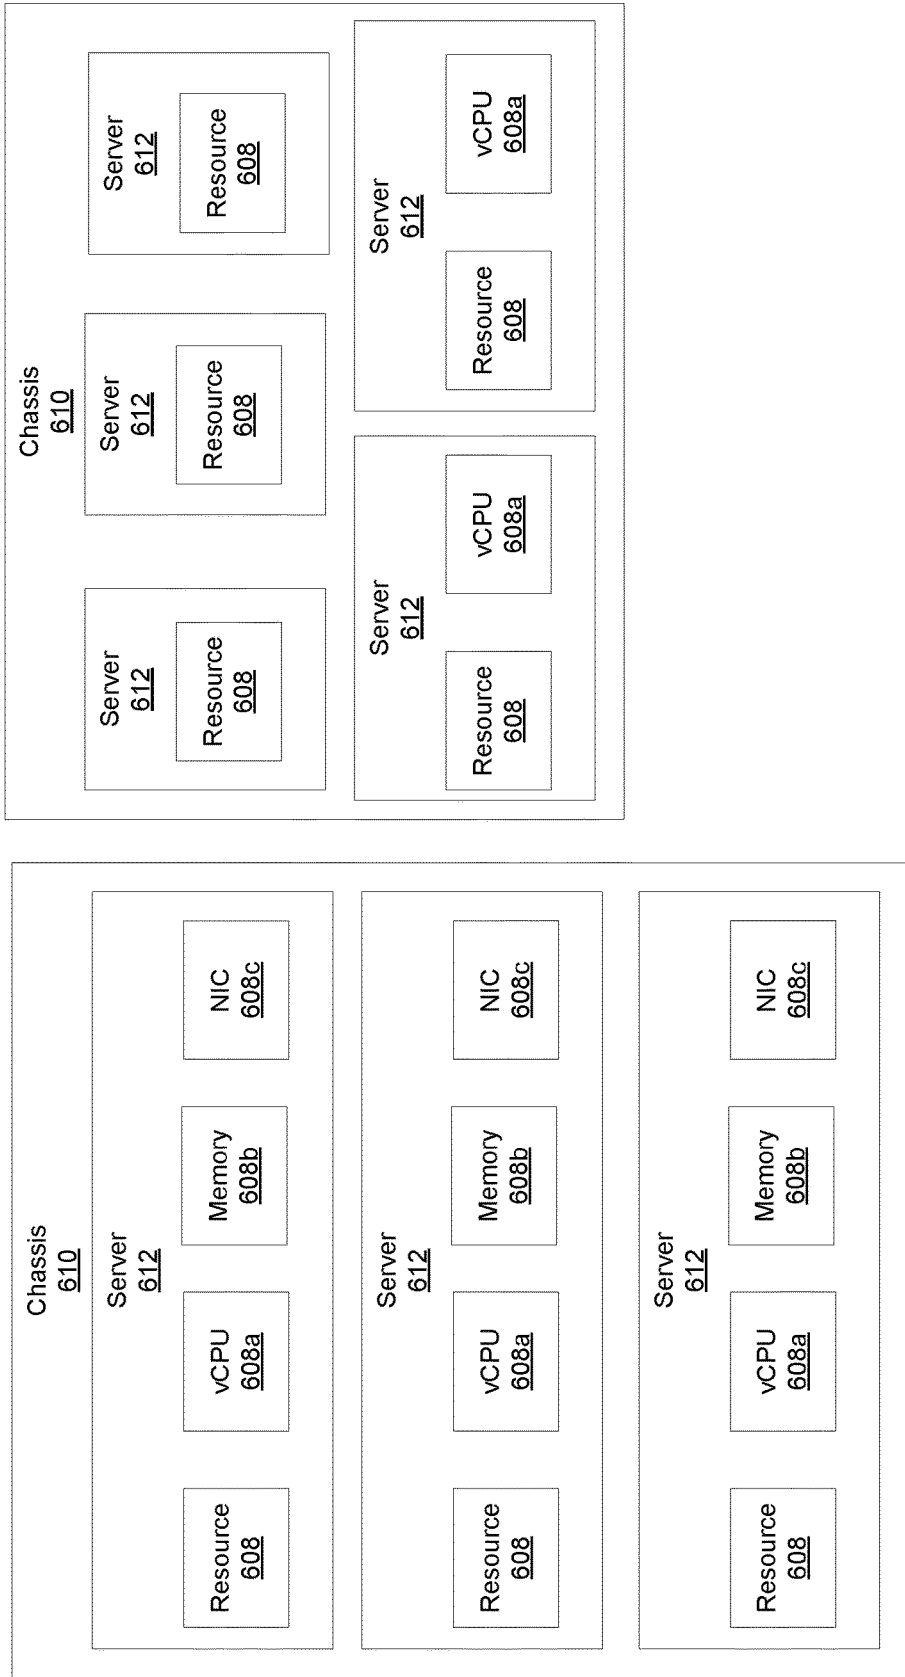 Chassis
610
Server
612
Resource
608
vCPU
608a
Memory
608b
NIC
608c
Server
612
Resource
608
vCPU
608a
Memory
608b
NIC
608c
Server
612
Resource
608
vCPU
608a
Memory
608b
NIC
608c
Chassis
610
Server
612
Resource
608
Server
612
Resource
608
Server
612
Resource
608
Server
612
Resource
608
vCPU
608a
Server
612
Resource
608
vCPU
608a